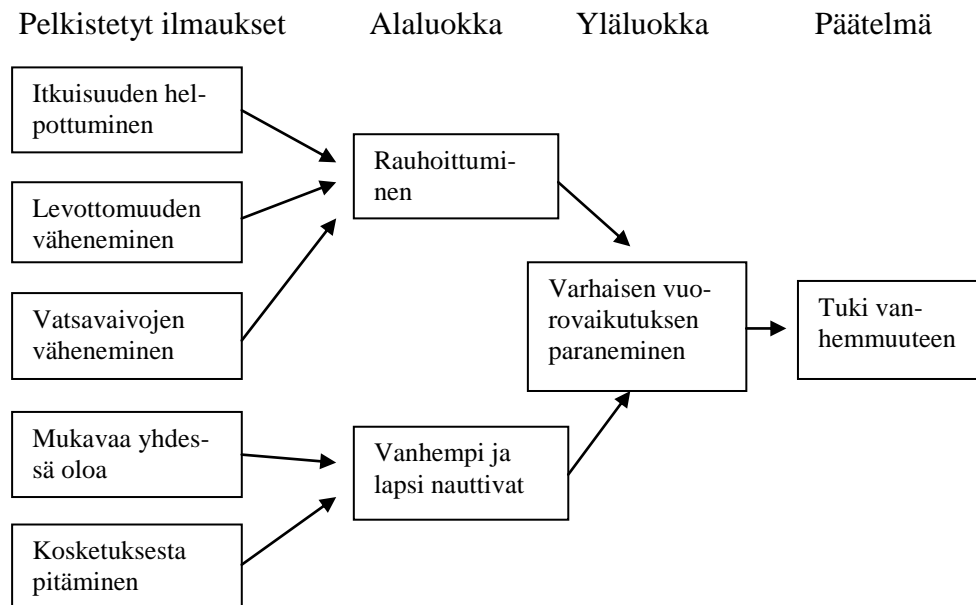 Pelkistetyt ilmaukset
Alaluokka
Yläluokka
Päätelmä
Itkuisuuden hel-
pottuminen
Levottomuuden
väheneminen
Vatsavaivojen
väheneminen
Mukavaa yhdes-
sä oloa
Kosketuksesta
pitäminen
Rauhoittumi-
nen
Vanhempi ja
lapsi nauttivat
Varhaisen vuo-
rovaikutuksen
paraneminen
Tuki van-
hemmuuteen